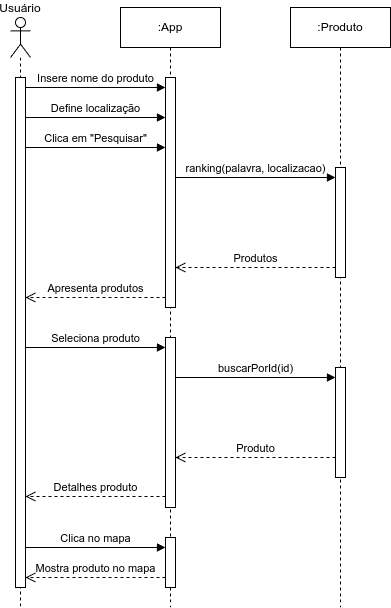 Usuário
:App
:Produto
Insere nome do produto
Define localização
Clica em "Pesquisar"
ranking(palavra, localizacao)
Produtos
Apresenta produtos
Seleciona produto
buscarPorId(id)
Produto
Detalhes produto
Clica no mapa
Mostra produto no mapa